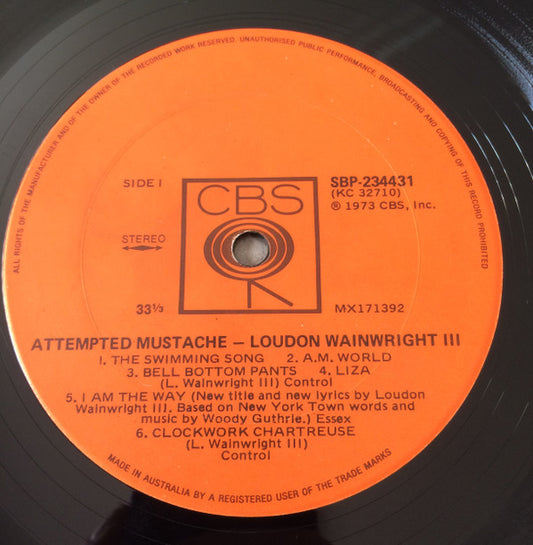 ALL RIGHTS OF THE MANUFACTURER AND OF THE OWNER OF THE RECORDED WORK RESERVED. UNAUTHORISED PUBLIC PERFORMANCE, BROADCASTING AND COPYING OF THIS RECORD PROHIBITED
SIDE 1
CBS
SBP-234431
(KC 32710)
℗ 1973 CBS, Inc.
STEREO
33⅓
MX171392
ATTEMPTED MUSTACHE – LOUDON WAINWRIGHT III
1. THE SWIMMING SONG 2. A.M. WORLD
3. BELL BOTTOM PANTS 4. LIZA
(L. Wainwright III) Control
5. I AM THE WAY (New title and new lyrics by Loudon
Wainwright III. Based on New York Town words and
music by Woody Guthrie.) Essex
6. CLOCKWORK CHARTREUSE
(L. Wainwright III)
Control
MADE IN AUSTRALIA BY A REGISTERED USER OF THE TRADE MARKS